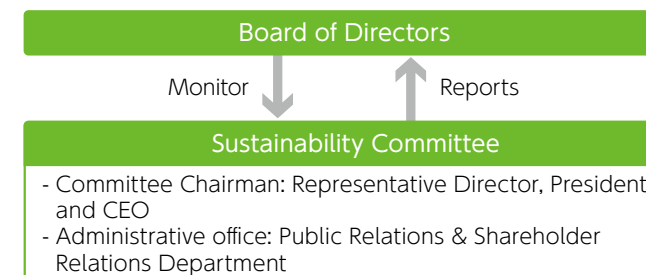 Board of Directors
Monitor
Reports
Sustainability Committee
- Committee Chairman: Representative Director, President
and CEO
- Administrative office: Public Relations & Shareholder
Relations Department